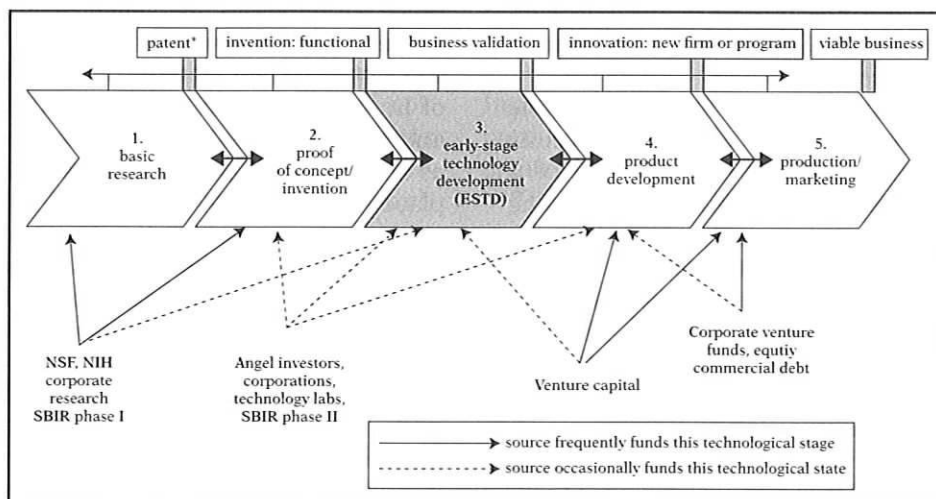 patent*
invention: functional
business validation
innovation: new firm or program
viable business
1.
basic
research
2.
proof
of concept/
invention
3.
early-stage
technology
development
(ESTD)
4.
product
development
5.
production/
marketing
NSF, NIH
corporate
research
SBIR phase I
Angel investors,
corporations,
technology labs,
SBIR phase II
Venture capital
Corporate venture
funds, equtiy
commercial debt
source frequently funds this technological stage
source occasionally funds this technological state